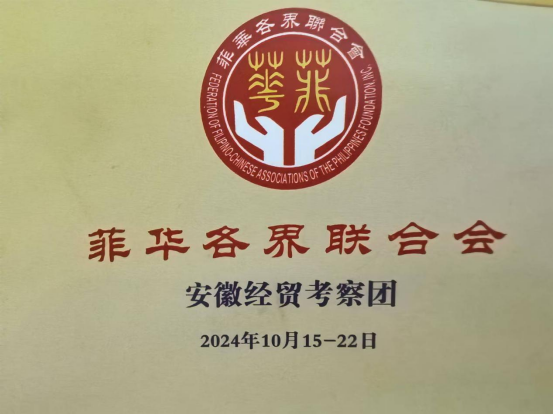 菲華各界聯合會
華菲
FEDERATION OF FILIPINO-CHINESE ASSOCIATIONS OF THE PHILIPPINES FOUNDATION, INC.
菲华各界联合会
安徽经贸考察团
2024年10月15-22日